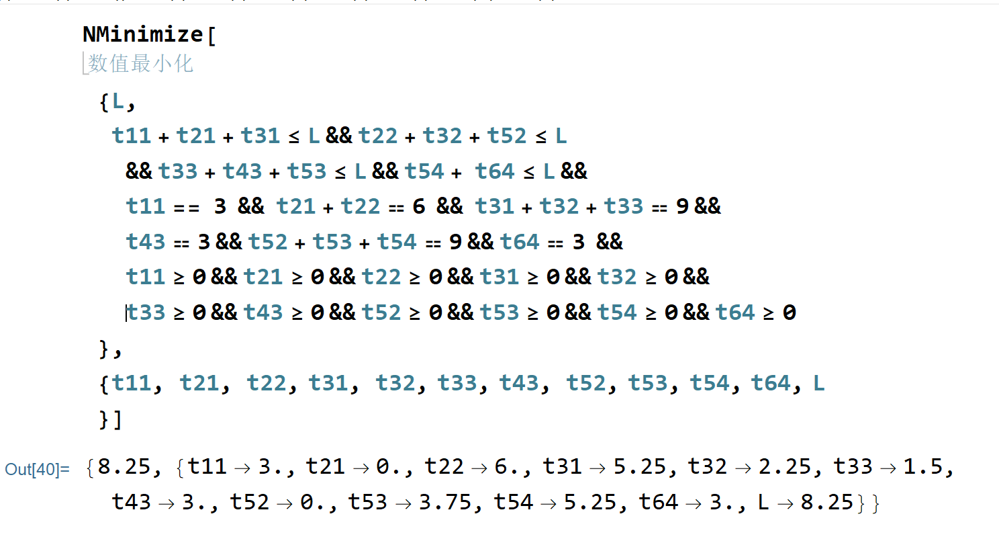 NMinimize[
数值最小化
{L,
t11 + t21 + t31 ≤ L && t22 + t32 + t52 ≤ L
&& t33 + t43 + t53 ≤ L && t54 + t64 ≤ L &&
t11 == 3 && t21 + t22 == 6 && t31 + t32 + t33 == 9 &&
t43 == 3 && t52 + t53 + t54 == 9 && t64 == 3 &&
t11 ≥ 0 && t21 ≥ 0 && t22 ≥ 0 && t31 ≥ 0 && t32 ≥ 0 &&
t33 ≥ 0 && t43 ≥ 0 && t52 ≥ 0 && t53 ≥ 0 && t54 ≥ 0 && t64 ≥ 0
},
{t11, t21, t22, t31, t32, t33, t43, t52, t53, t54, t64, L
}]
Out[40]= {8.25, {t11 → 3., t21 → 0., t22 → 6., t31 → 5.25, t32 → 2.25, t33 → 1.5,
t43 → 3., t52 → 0., t53 → 3.75, t54 → 5.25, t64 → 3., L → 8.25}}